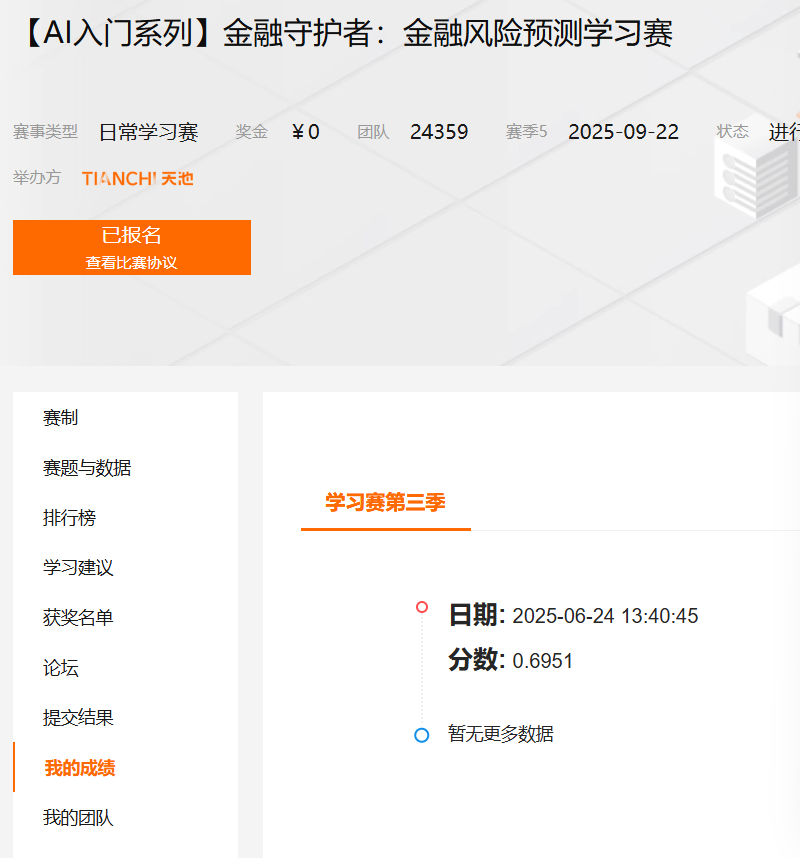 【AI入门系列】金融守护者：金融风险预测学习赛
赛事类型 日常学习赛 奖金 ￥0 团队 24359 赛季5 2025-09-22 状态 进行
举办方 TIANCHI 天池
已报名
查看比赛协议
赛制
赛题与数据
排行榜
学习建议
获奖名单
论坛
提交结果
我的成绩
我的团队
学习赛第三季
日期: 2025-06-24 13:40:45
分数: 0.6951
暂无更多数据